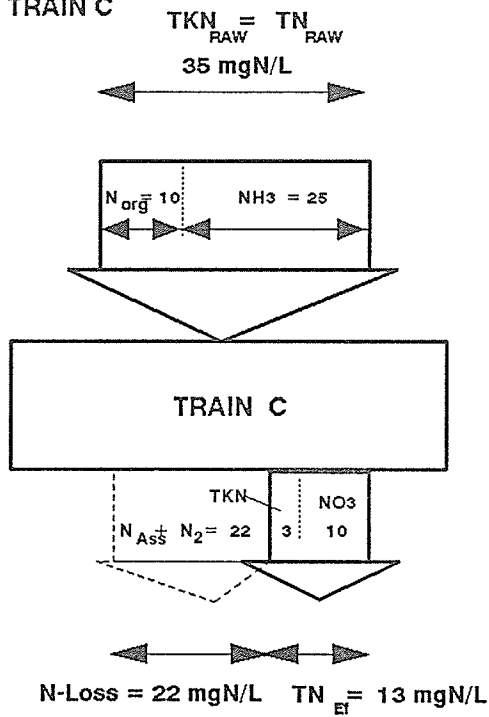 TRAIN C
TKN RAW = TN RAW
35 mgN/L
N org = 10 NH3 = 25
TRAIN C
TKN NO3
N Ass + N2 = 22 3 10
N-Loss = 22 mgN/L TN Ef = 13 mgN/L